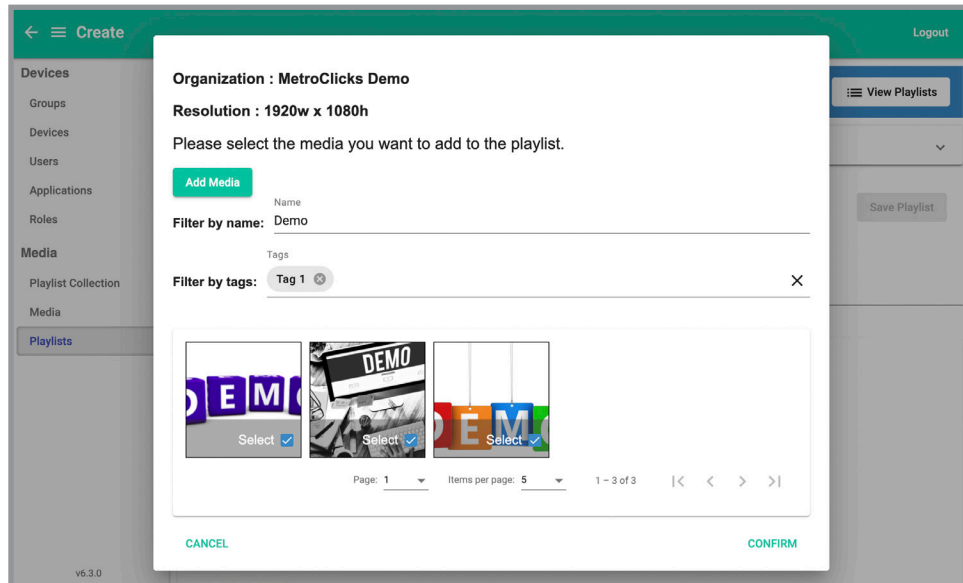 Create
Logout
Devices
Groups
Devices
Users
Applications
Roles
Media
Playlist Collection
Media
Playlists
v6.3.0
View Playlists
Save Playlist
Organization : MetroClicks Demo
Resolution : 1920w x 1080h
Please select the media you want to add to the playlist.
Add Media
Name
Filter by name: Demo
Tags
Filter by tags: Tag 1
DEMO
Select
DEMO
Select
DEMO
Select
Page: 1 Items per page: 5 1 – 3 of 3
CANCEL CONFIRM